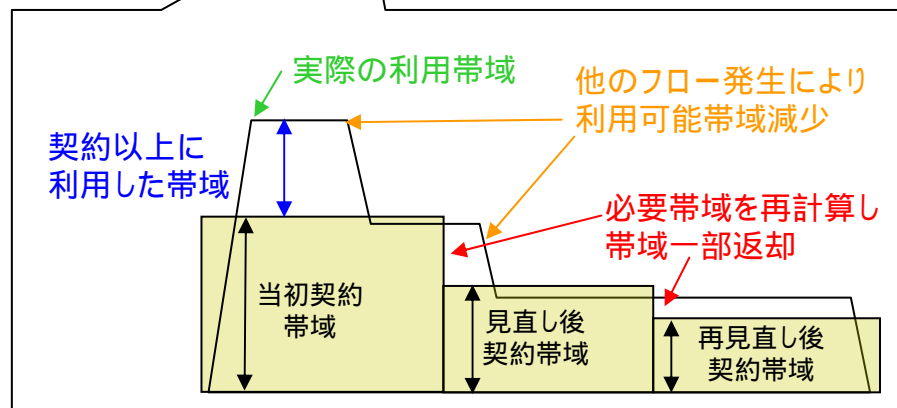 実際の利用帯域
他のフロー発生により
利用可能帯域減少
契約以上に
利用した帯域
必要帯域を再計算し
帯域一部返却
当初契約
帯域
見直し後
契約帯域
再見直し後
契約帯域